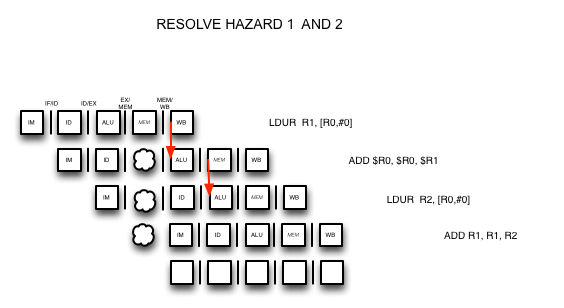 RESOLVE HAZARD 1 AND 2
IF/ID ID/EX EX/MEM MEM/WB
IM ID ALU MEM WB LDUR R1, [R0,#0]
IM ID ALU MEM WB ADD $R0, $R0, $R1
IM ID ALU MEM WB LDUR R2, [R0,#0]
IM ID ALU MEM WB ADD R1, R1, R2